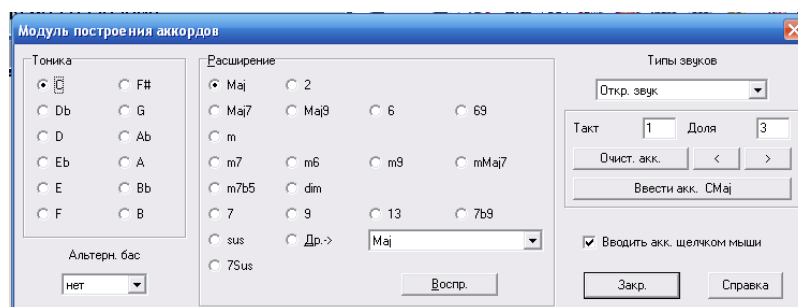 Модуль построения аккордов
Тоника
C F#
Db G
D Ab
Eb A
E Bb
F B
Альтерн. бас
нет
Расширение
Maj 2
Maj7 Maj9 6 69
m
m7 m6 m9 mMaj7
m7b5 dim
7 9 13 7b9
sus Др.-> Maj
7Sus
Воспр.
Типы звуков
Откр. звук
Такт 1 Доля 3
Очист. акк. < >
Ввести акк. CMaj
Вводить акк. щелчком мыши
Закр. Справка